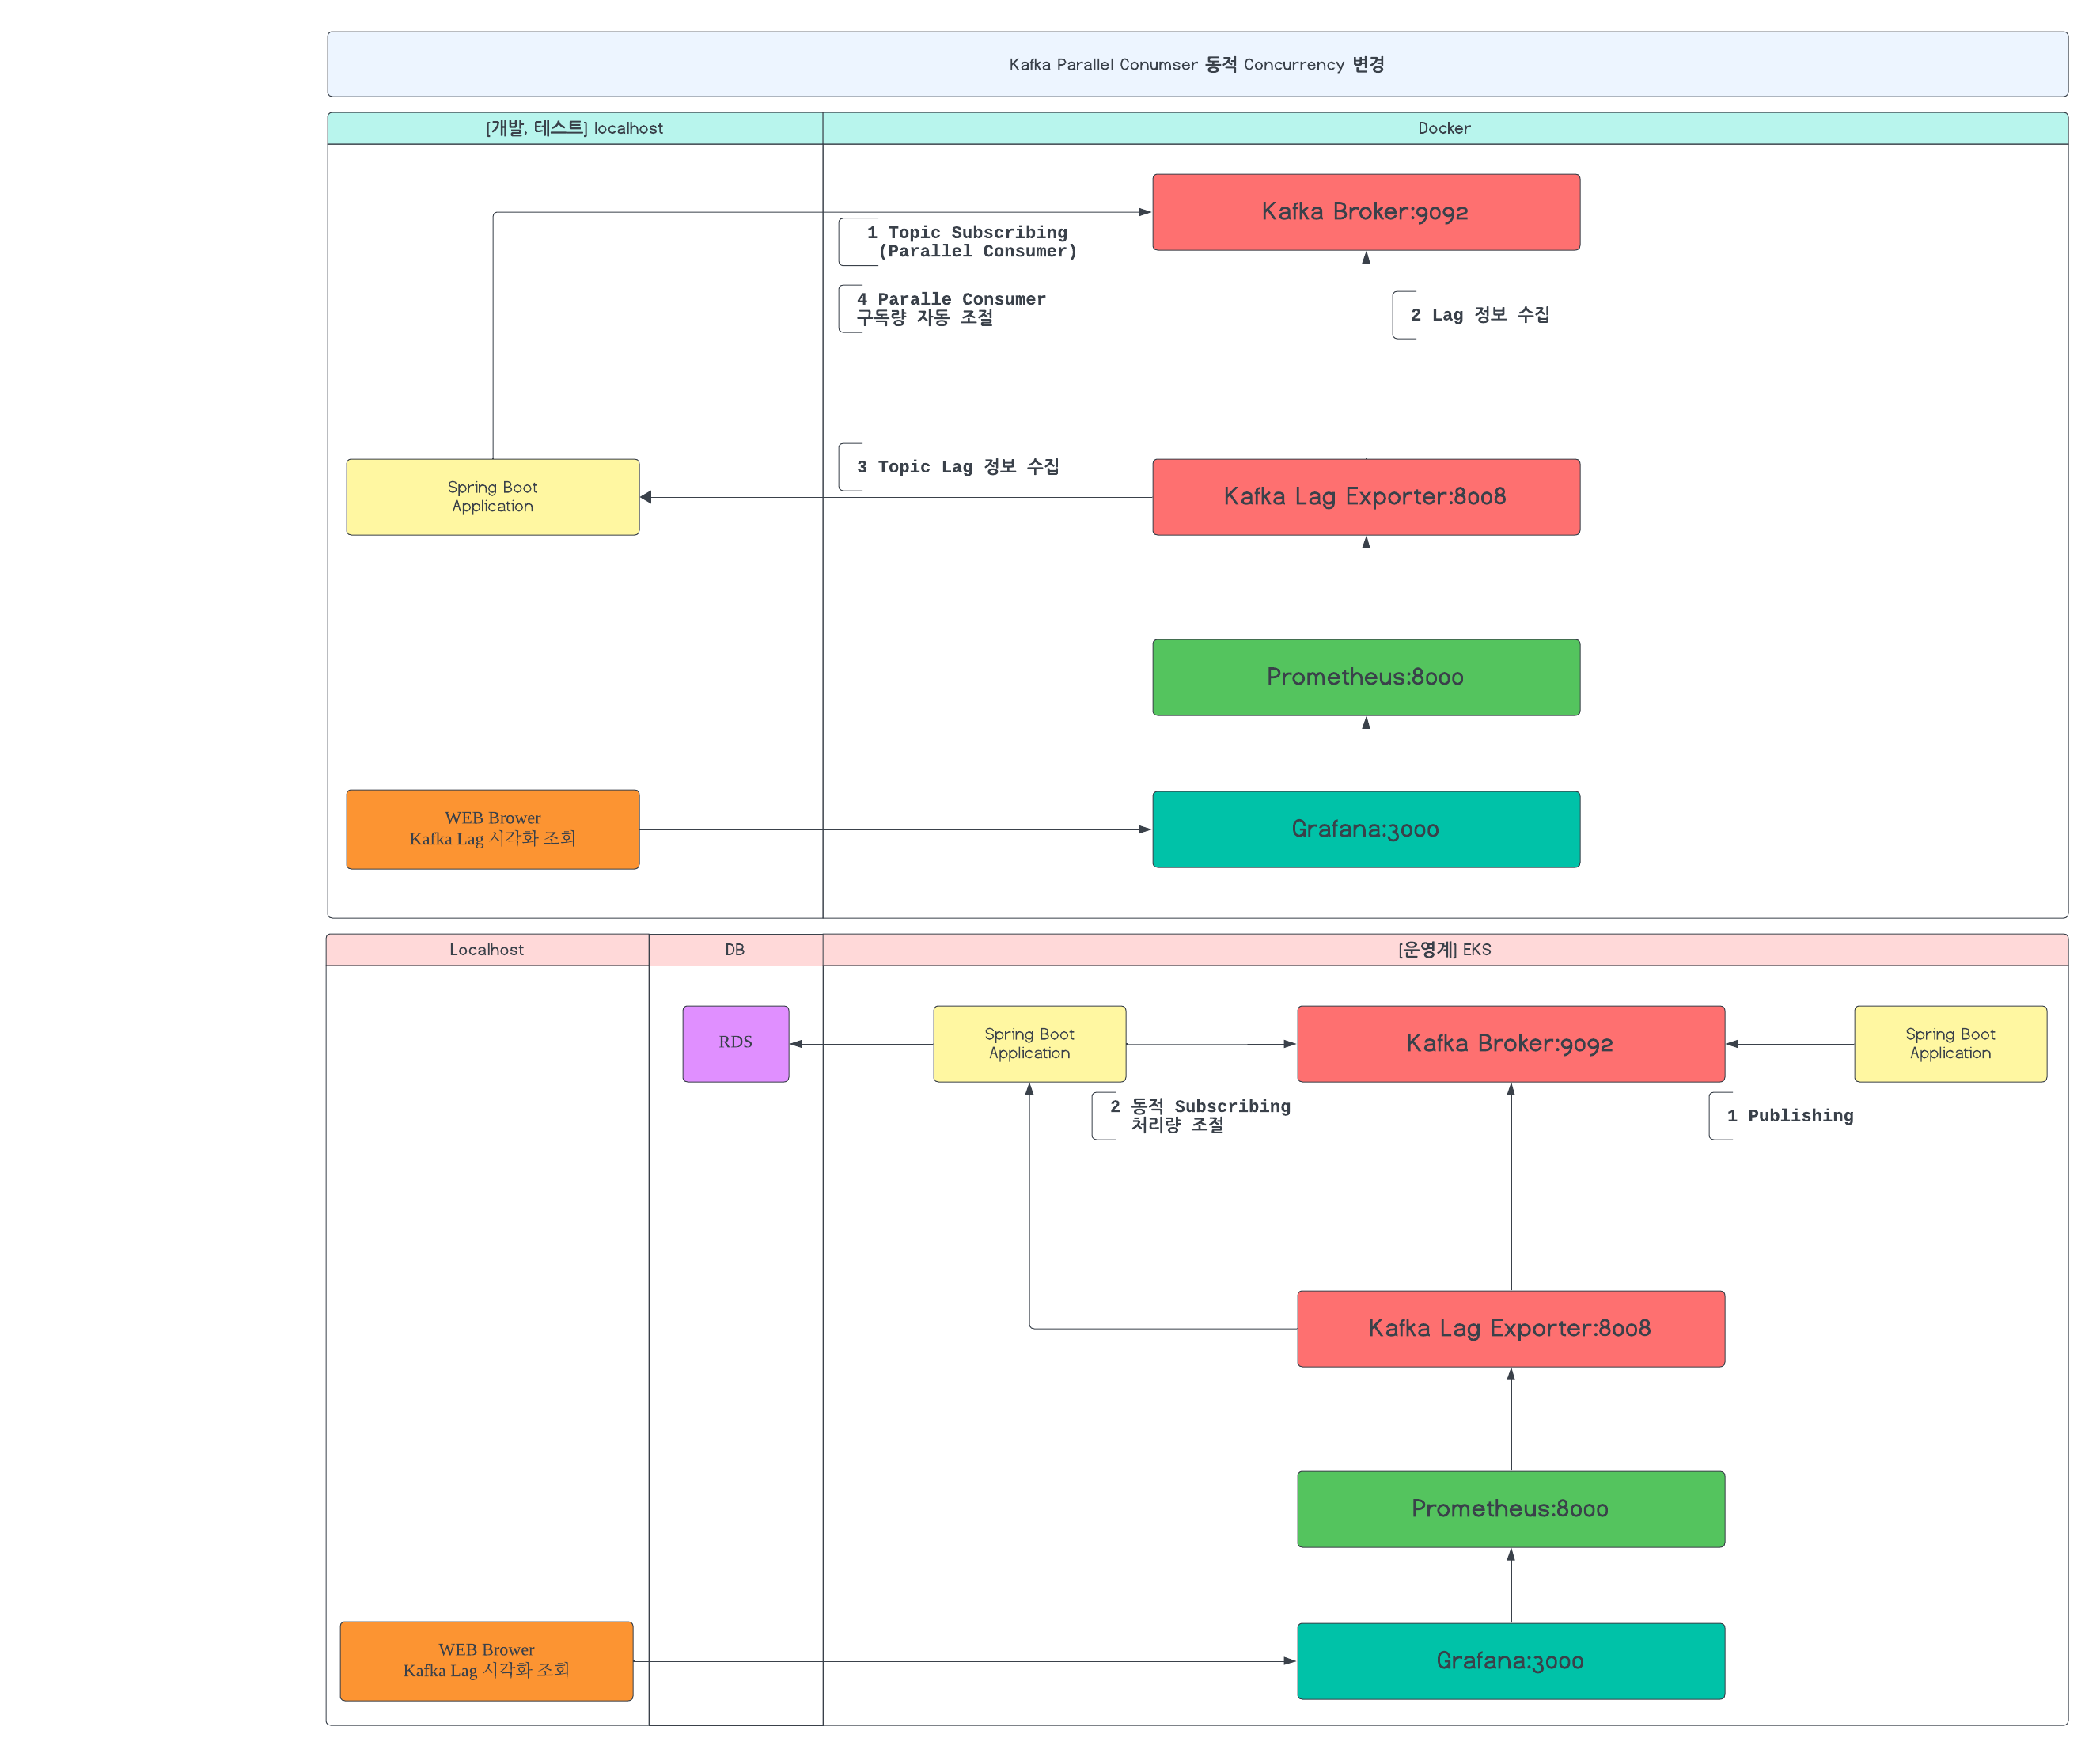 Kafka Parallel Conumser 동적 Concurrency 변경
[개발, 테스트] localhost
Docker
Kafka Broker:9092
1 Topic Subscribing
(Parallel Consumer)
4 Paralle Consumer
구독량 자동 조절
2 Lag 정보 수집
3 Topic Lag 정보 수집
Spring Boot
Application
Kafka Lag Exporter:8008
Prometheus:8000
WEB Brower
Kafka Lag 시각화 조회
Grafana:3000
Localhost
DB
[운영계] EKS
RDS
Spring Boot
Application
Kafka Broker:9092
Spring Boot
Application
2 동적 Subscribing
처리량 조절
1 Publishing
Kafka Lag Exporter:8008
Prometheus:8000
WEB Brower
Kafka Lag 시각화 조회
Grafana:3000